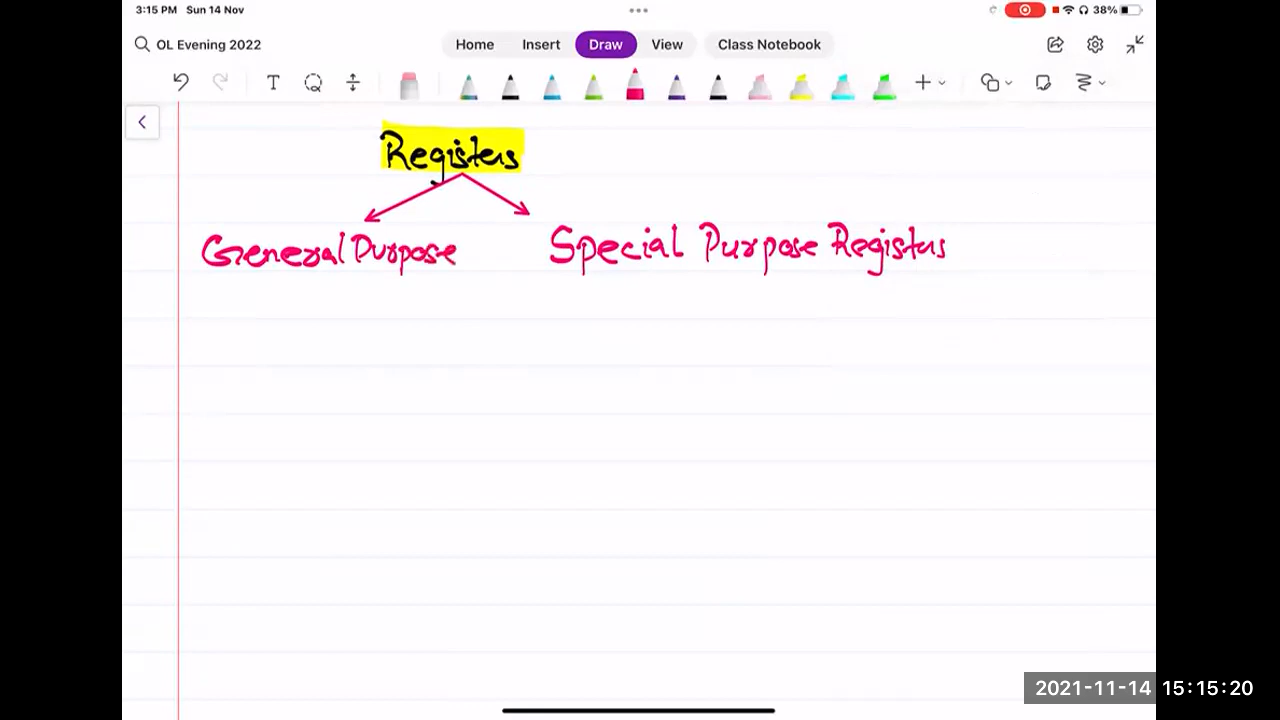 3:15 PM Sun 14 Nov
38%
OL Evening 2022
Home Insert Draw View Class Notebook
Registers
General Purpose Special Purpose Registers
2021-11-14 15:15:20